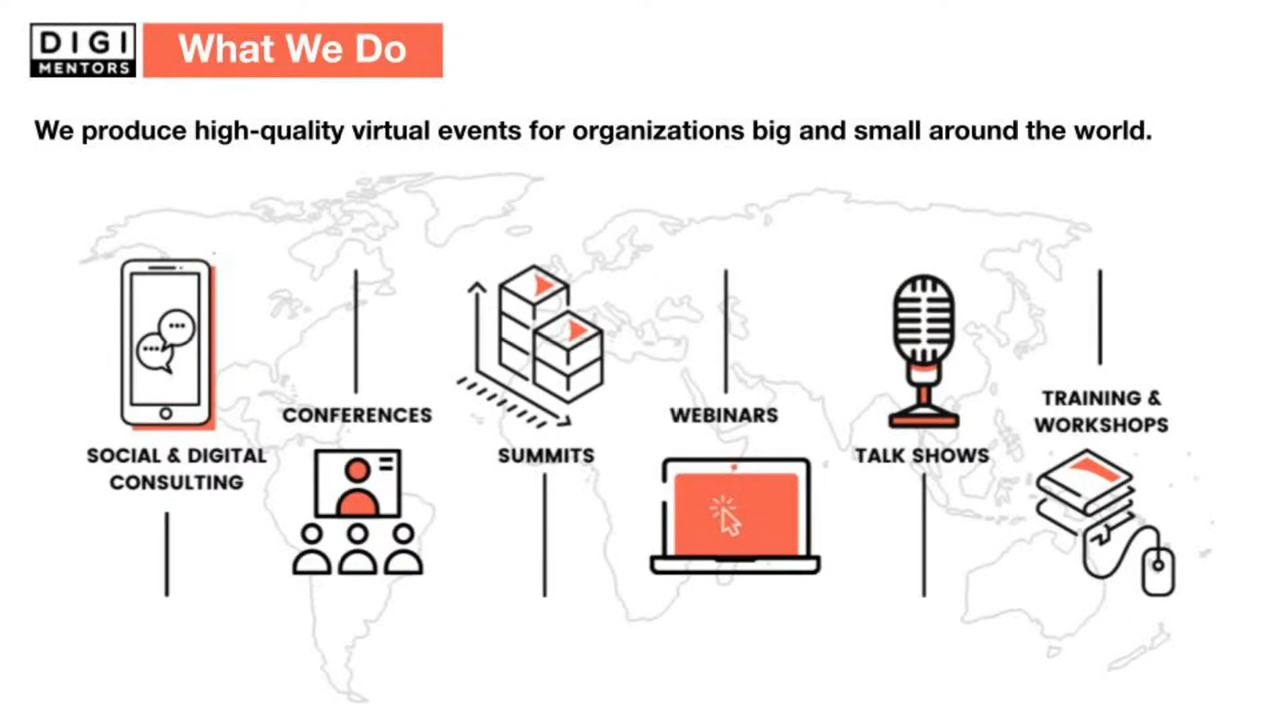 DIGI
MENTORS
What We Do
We produce high-quality virtual events for organizations big and small around the world.
SOCIAL & DIGITAL
CONSULTING
CONFERENCES
SUMMITS
WEBINARS
TALK SHOWS
TRAINING &
WORKSHOPS